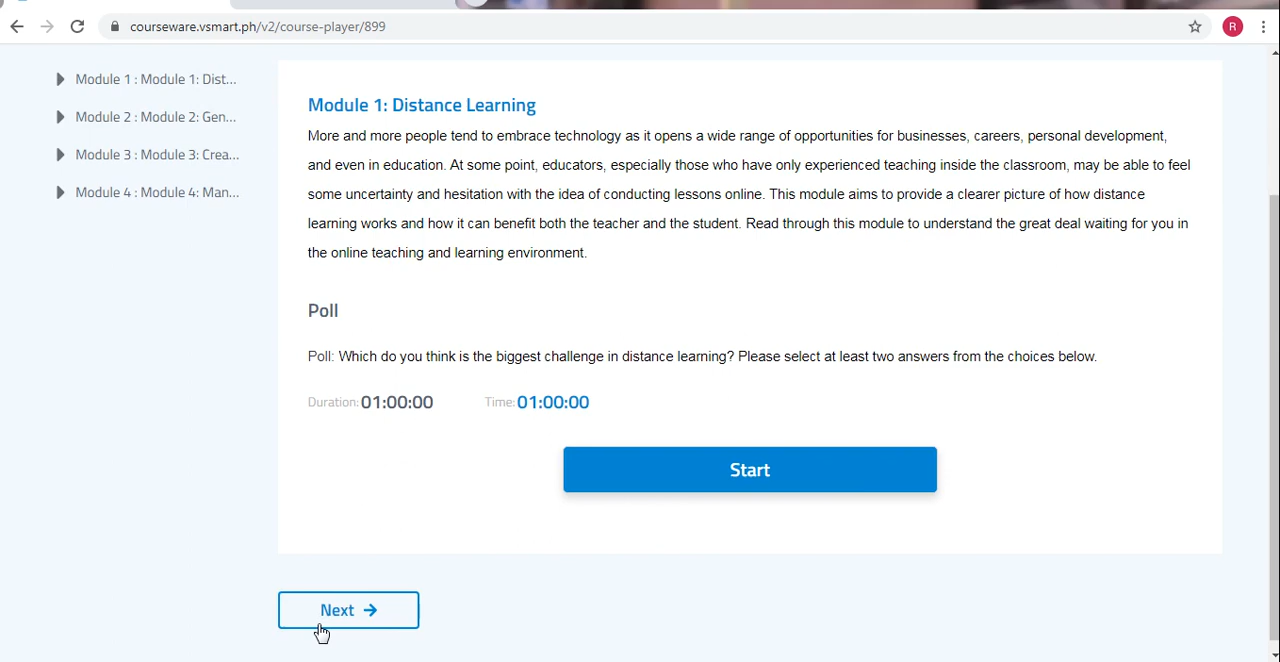 courseware.vsmart.ph/v2/course-player/899
R
Module 1 : Module 1: Dist...
Module 2 : Module 2: Gen...
Module 3 : Module 3: Crea...
Module 4 : Module 4: Man...
Module 1: Distance Learning
More and more people tend to embrace technology as it opens a wide range of opportunities for businesses, careers, personal development,
and even in education. At some point, educators, especially those who have only experienced teaching inside the classroom, may be able to feel
some uncertainty and hesitation with the idea of conducting lessons online. This module aims to provide a clearer picture of how distance
learning works and how it can benefit both the teacher and the student. Read through this module to understand the great deal waiting for you in
the online teaching and learning environment.
Poll
Poll: Which do you think is the biggest challenge in distance learning? Please select at least two answers from the choices below.
Duration: 01:00:00 Time: 01:00:00
Start
Next →